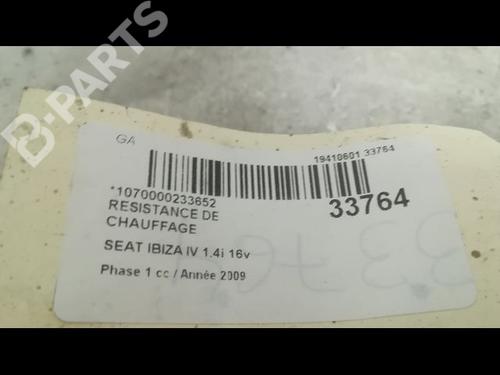 B-PARTS
GA
19410601 33764
*1070000233652
33764
RESISTANCE DE
CHAUFFAGE
SEAT IBIZA IV 1.4i 16v
Phase 1 cc / Année 2009